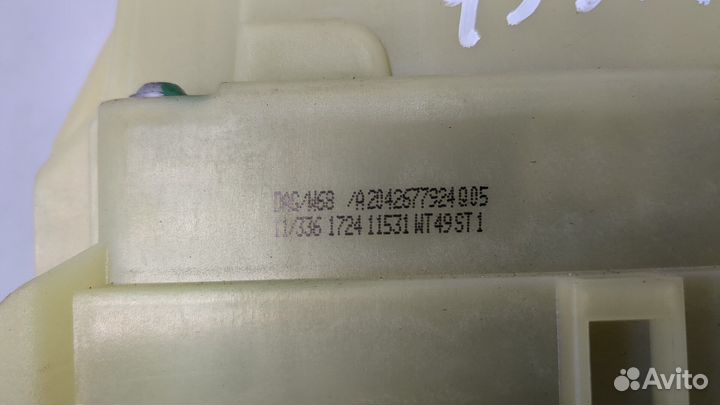 DAG/W68 /A2042677924Q05
11/336 1724 11531 WT49 ST1
Avito